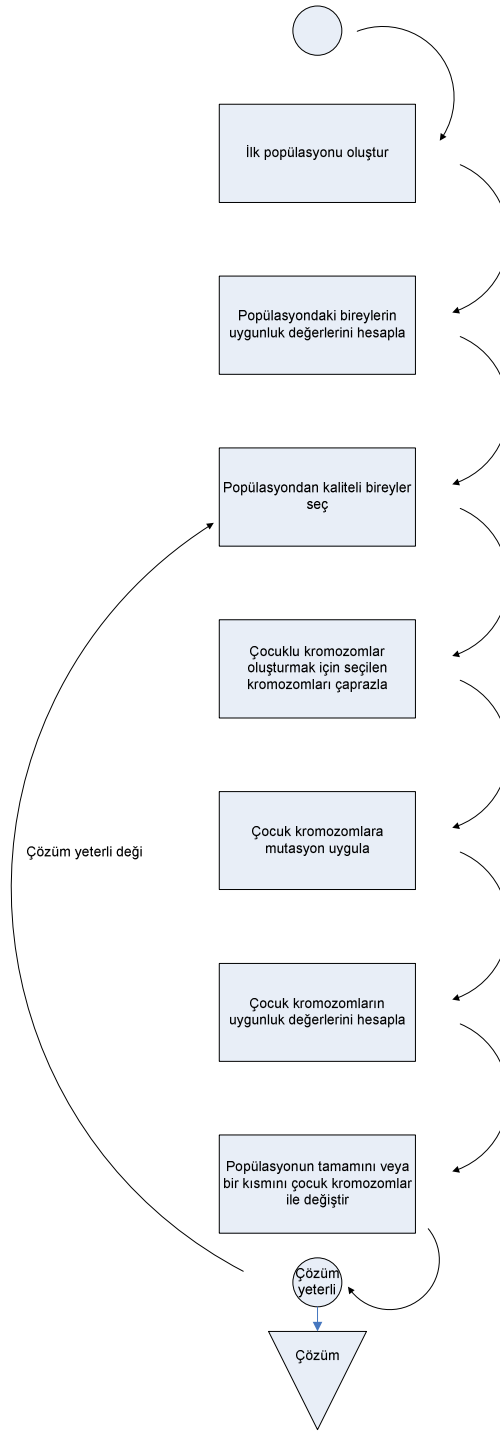 İlk popülasyonu oluştur
Popülasyondaki bireylerin
uygunluk değerlerini hesapla
Popülasyondan kaliteli bireyler
seç
Çocuklu kromozomlar
oluşturmak için seçilen
kromozomları çaprazla
Çözüm yeterli deği
Çocuk kromozomlara
mutasyon uygula
Çocuk kromozomların
uygunluk değerlerini hesapla
Popülasyonun tamamını veya
bir kısmını çocuk kromozomlar
ile değiştir
Çözüm
yeterli
Çözüm